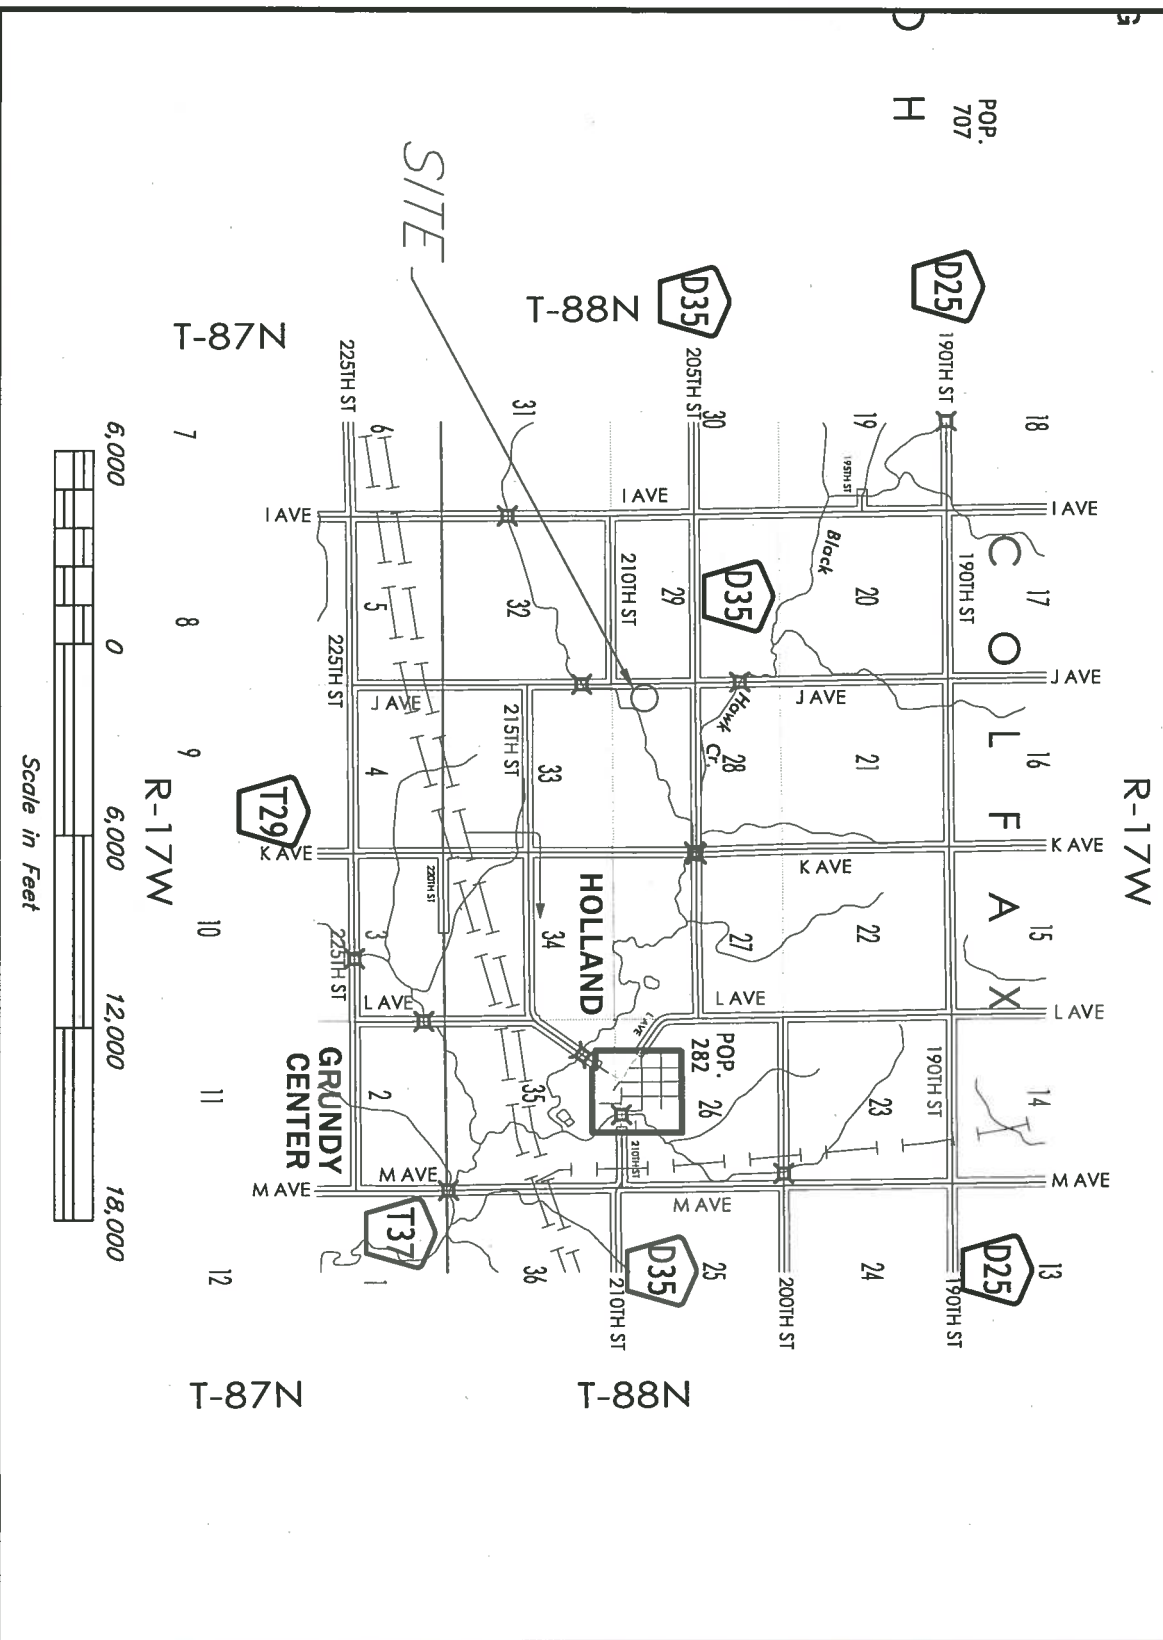 G
H
POP.
707
R-17W
C O L F A X
18
17
16
15
14
13
I AVE
J AVE
K AVE
L AVE
M AVE
D25
190TH ST
190TH ST
190TH ST
190TH ST
D25
19
20
21
22
23
24
195TH ST
Black
Hawk
Cr.
J AVE
K AVE
L AVE
M AVE
200TH ST
D35
D35
205TH ST
30
29
28
27
26
25
POP.
282
T-88N
T-88N
I AVE
210TH ST
210TH ST
210TH ST
D35
L AVE
HOLLAND
31
32
33
34
35
36
215TH ST
SITE
220TH ST
6
5
4
3
2
1
J AVE
L AVE
M AVE
T37
225TH ST
225TH ST
225TH ST
GRUNDY
CENTER
I AVE
K AVE
M AVE
T29
T-87N
T-87N
7
8
9
10
11
12
R-17W
6,000 0 6,000 12,000 18,000
Scale in Feet